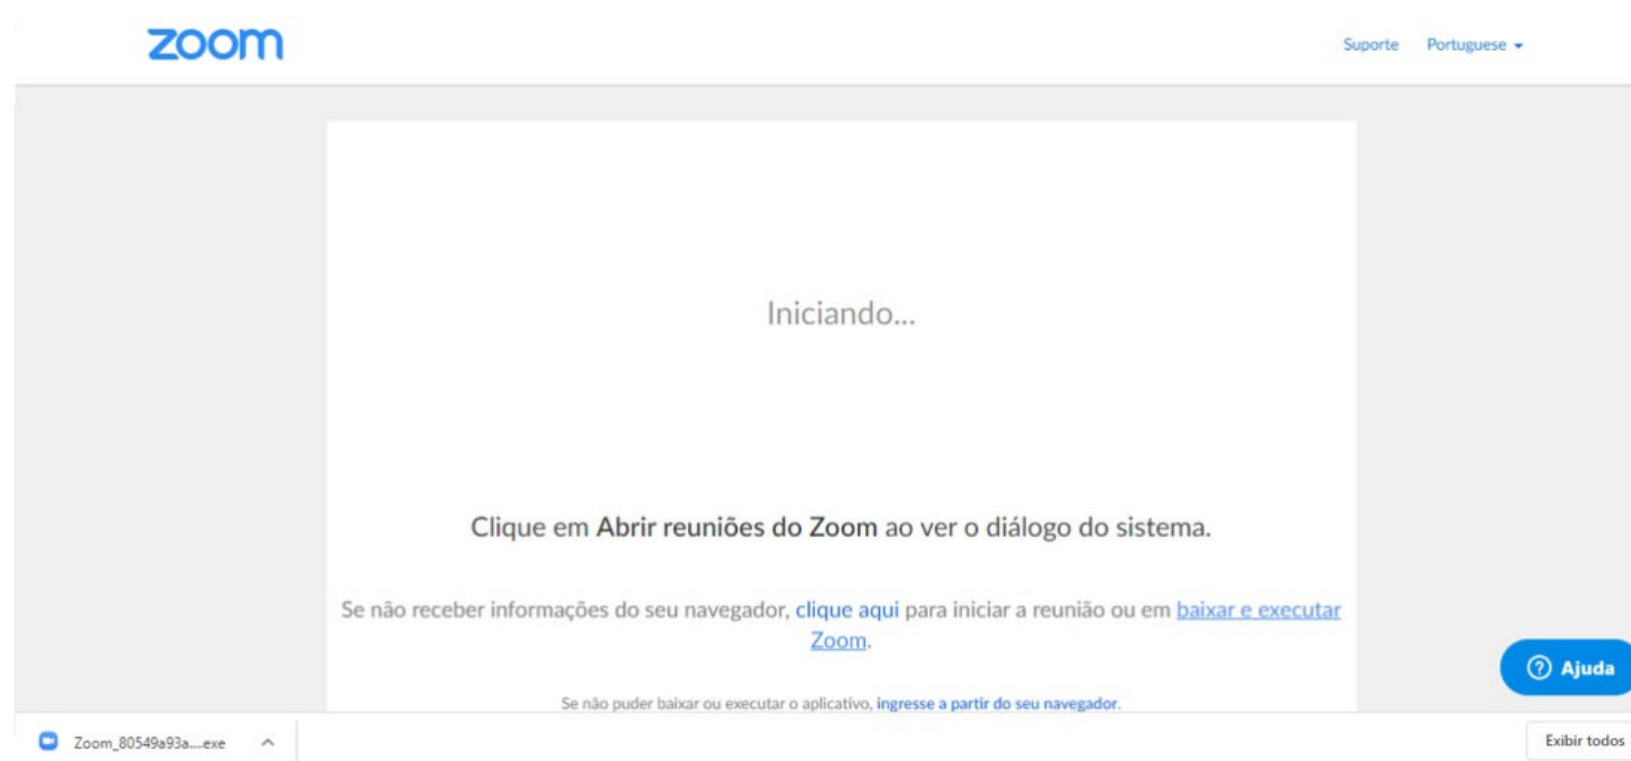 zoom
Suporte Portuguese
Iniciando...
Clique em Abrir reuniões do Zoom ao ver o diálogo do sistema.
Se não receber informações do seu navegador, clique aqui para iniciar a reunião ou em baixar e executar
Zoom.
Se não puder baixar ou executar o aplicativo, ingresse a partir do seu navegador.
Ajuda
Zoom_80549a93a....exe
Exibir todos